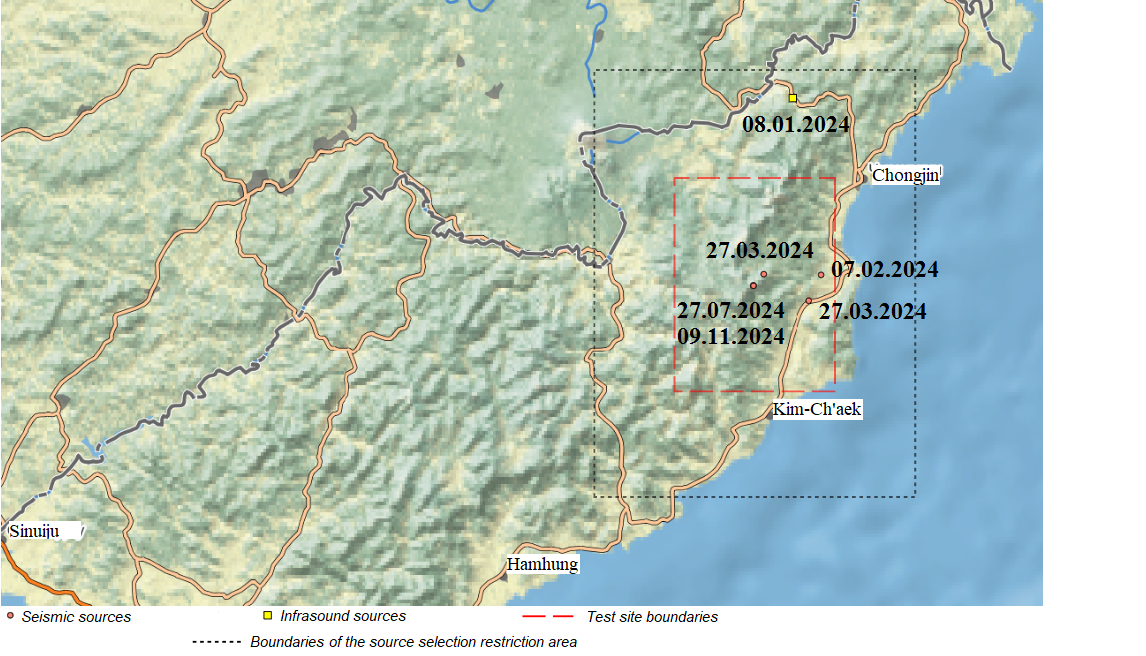 08.01.2024
Chongjin
27.03.2024
07.02.2024
27.07.2024
27.03.2024
09.11.2024
Kim-Ch'aek
Sinuiju
Hamhung
Seismic sources
Infrasound sources
Test site boundaries
Boundaries of the source selection restriction area